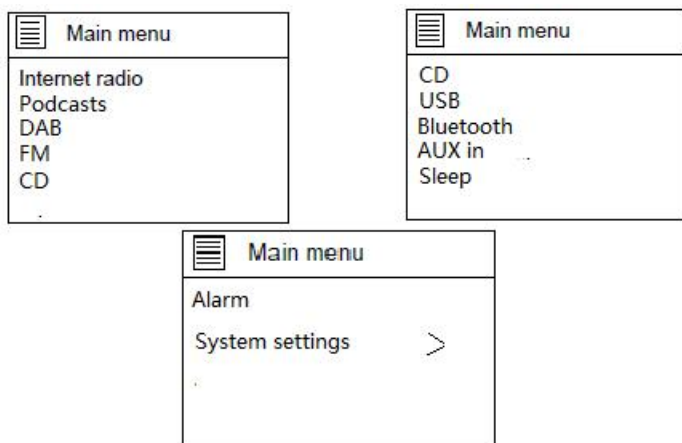 Main menu
Internet radio
Podcasts
DAB
FM
CD
Main menu
CD
USB
Bluetooth
AUX in
Sleep
Main menu
Alarm
System settings >